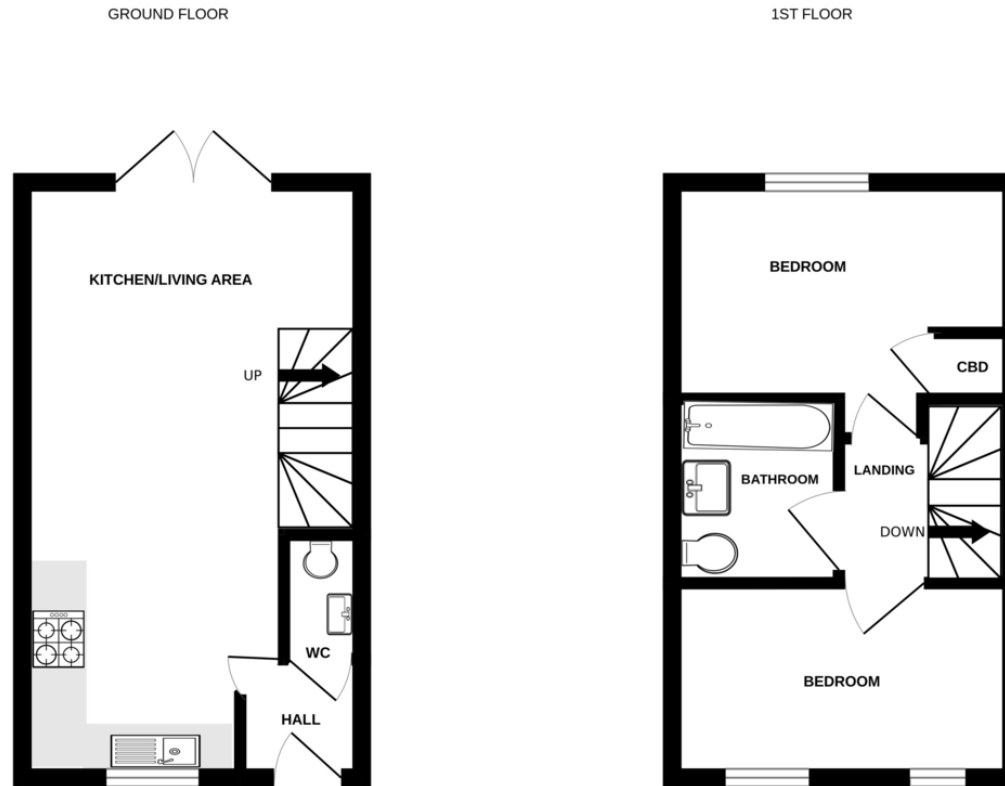 GROUND FLOOR
KITCHEN/LIVING AREA
UP
WC
HALL
1ST FLOOR
BEDROOM
CBD
LANDING
BATHROOM
DOWN
BEDROOM